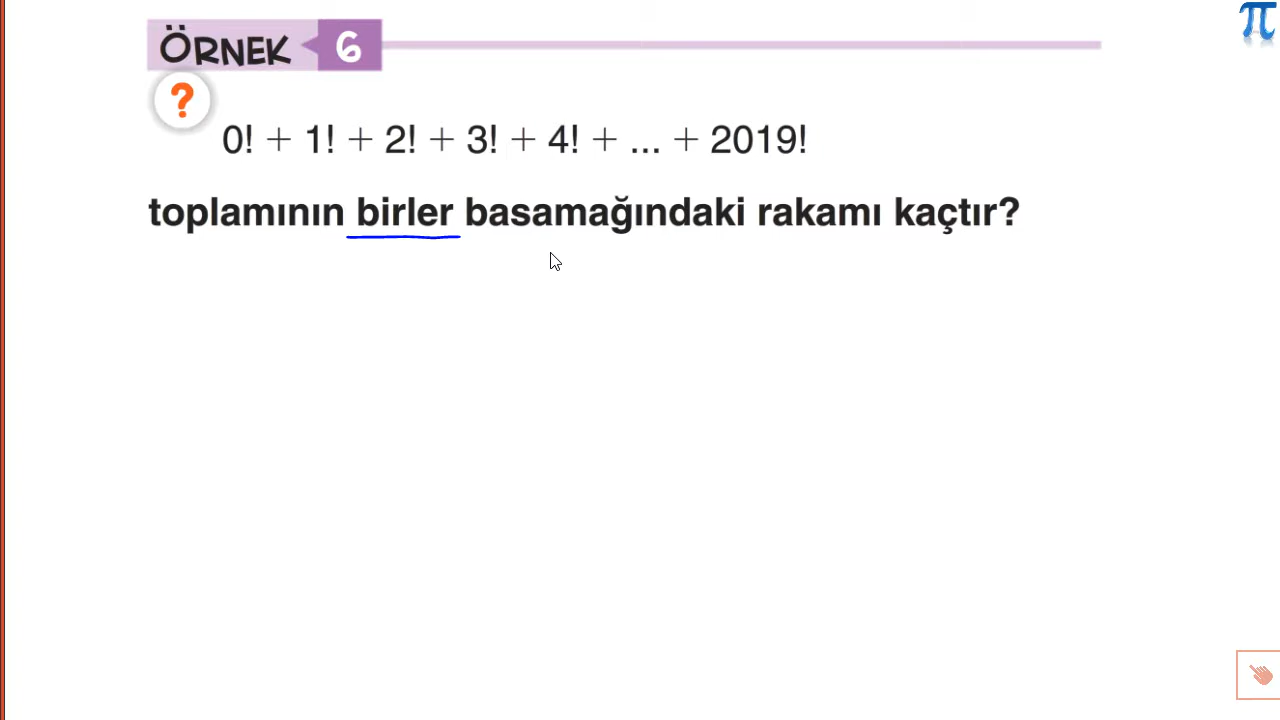 ÖRNEK 6
?
0! + 1! + 2! + 3! + 4! + ... + 2019!
toplamının birler basamağındaki rakamı kaçtır?
π